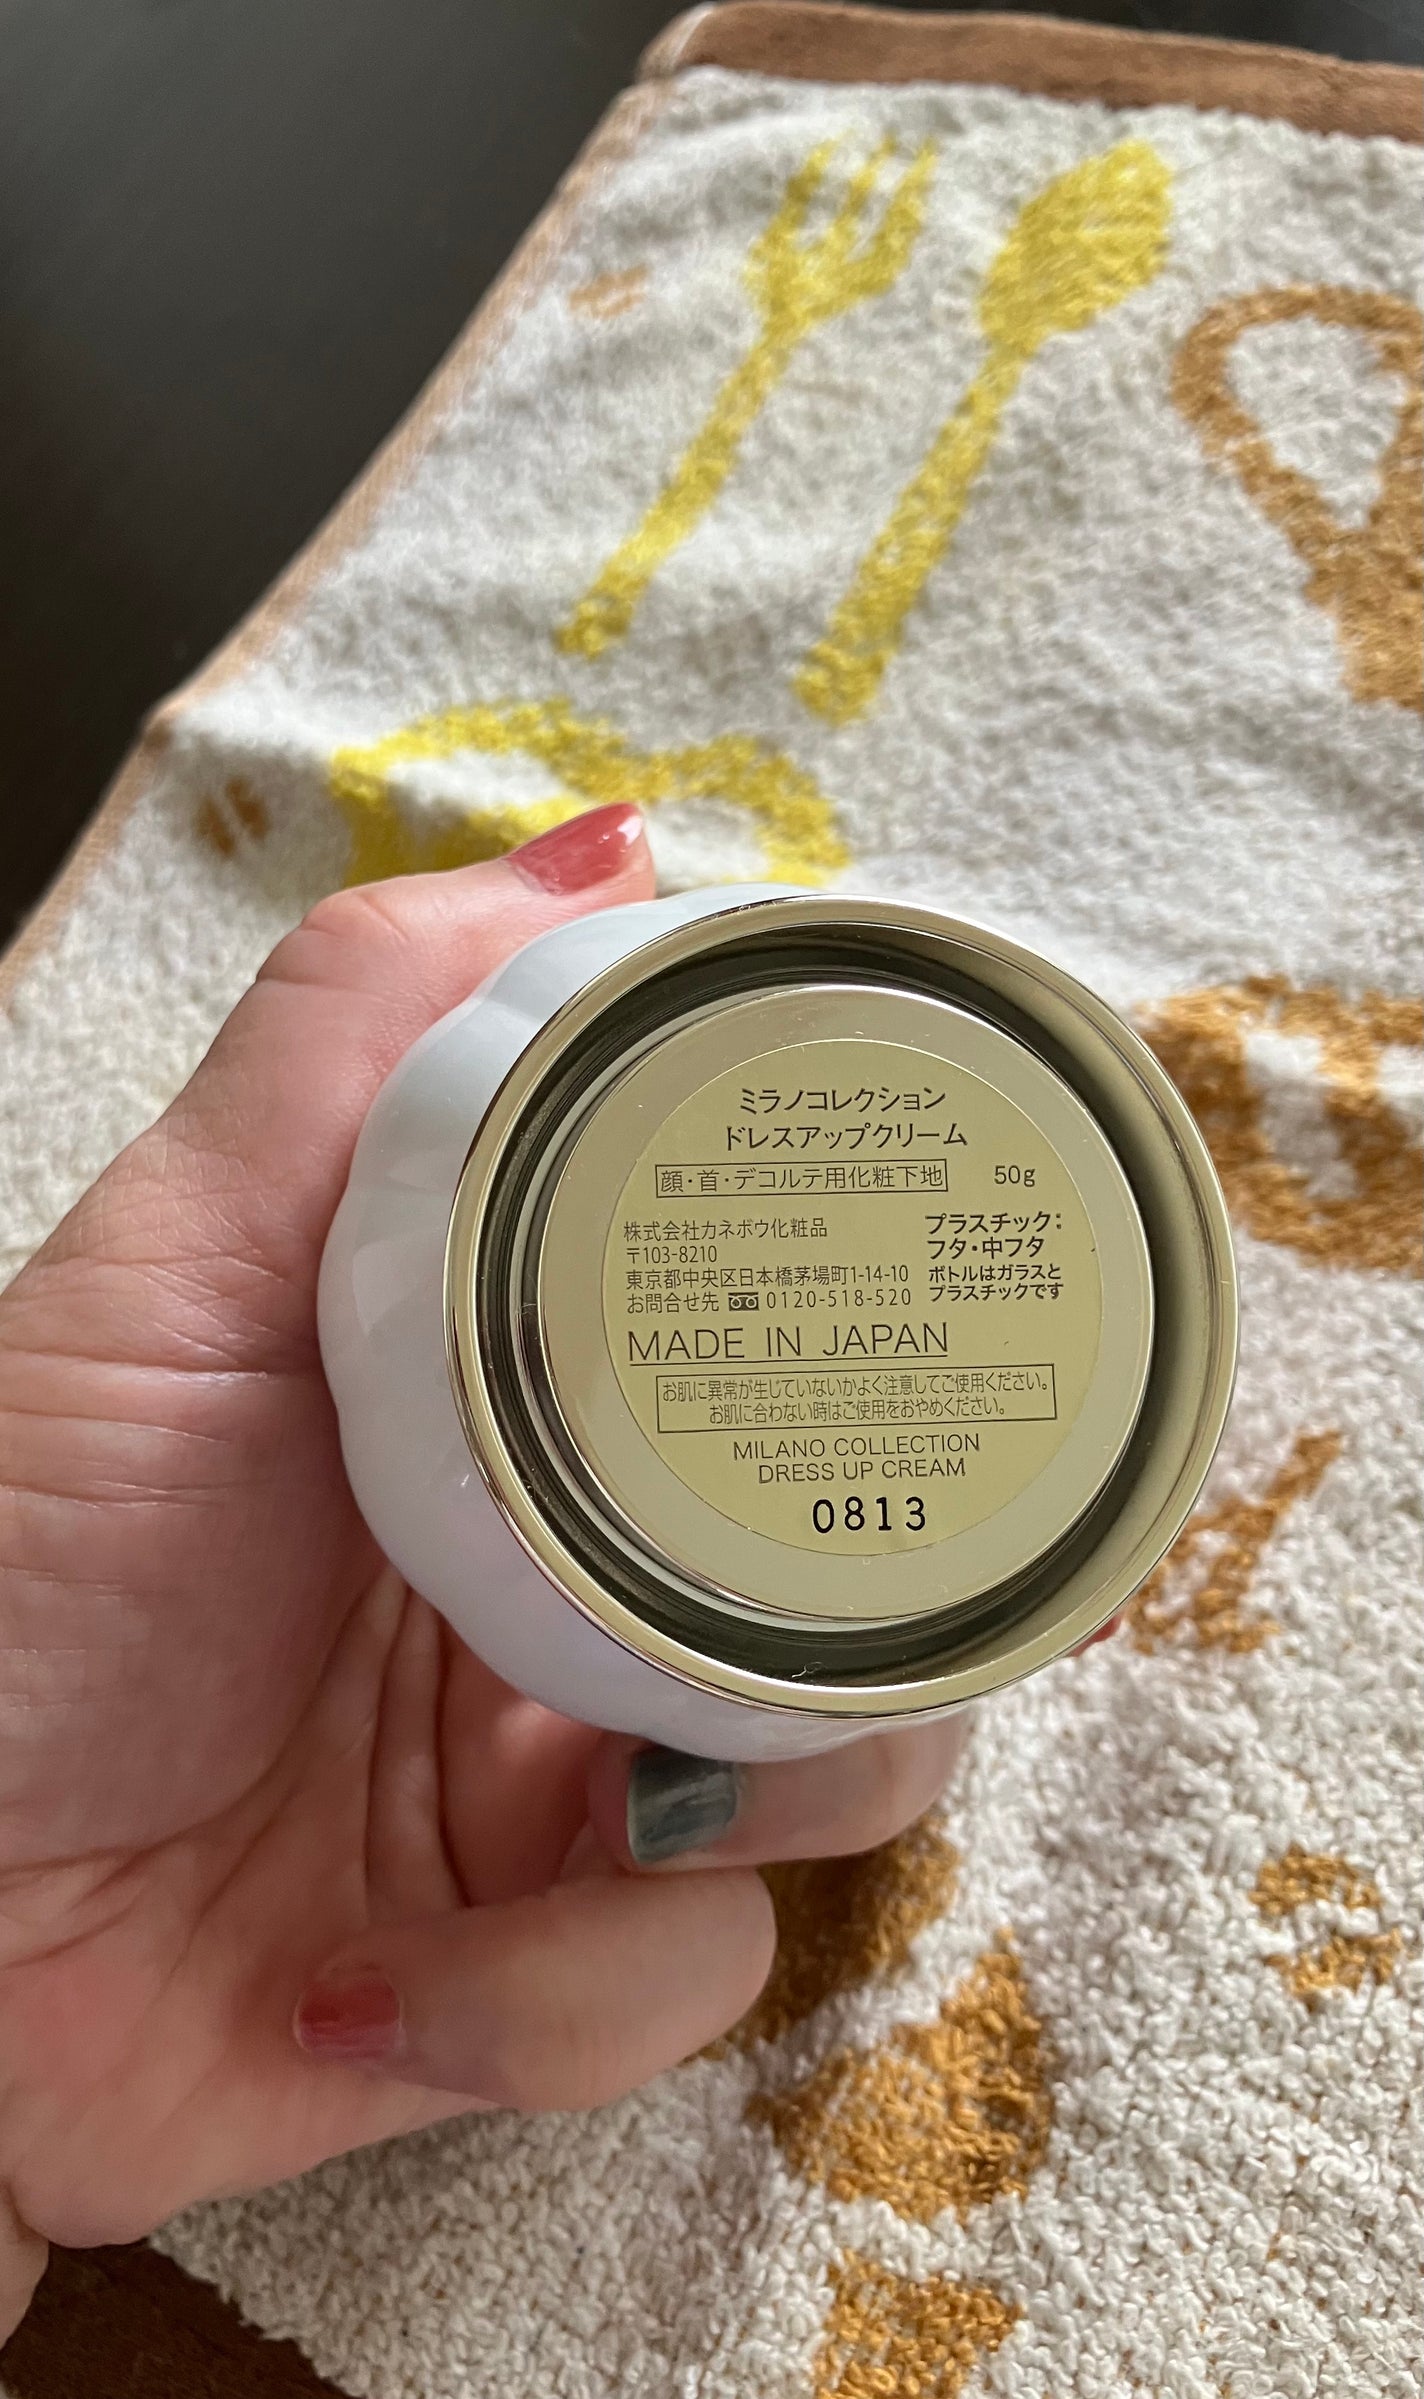 ミラノコレクション
ドレスアップクリーム
顔・首・デコルテ用化粧下地 50g
株式会社カネボウ化粧品
〒103-8210
東京都中央区日本橋茅場町1-14-10
お問合せ先 0120-518-520
プラスチック:
フタ・中フタ
ボトルはガラスと
プラスチックです
MADE IN JAPAN
お肌に異常が生じていないかよく注意してご使用ください。
お肌に合わない時はご使用をおやめください。
MILANO COLLECTION
DRESS UP CREAM
0813